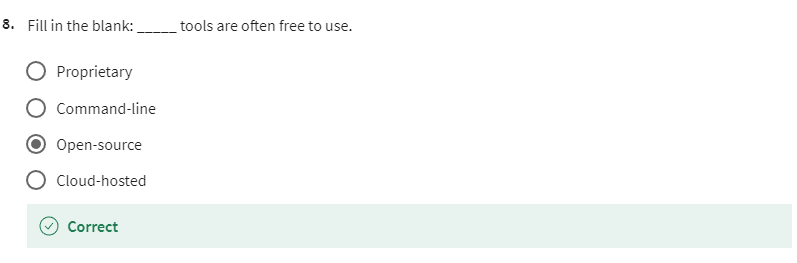 8. Fill in the blank: _____ tools are often free to use.
Proprietary
Command-line
Open-source
Cloud-hosted
Correct